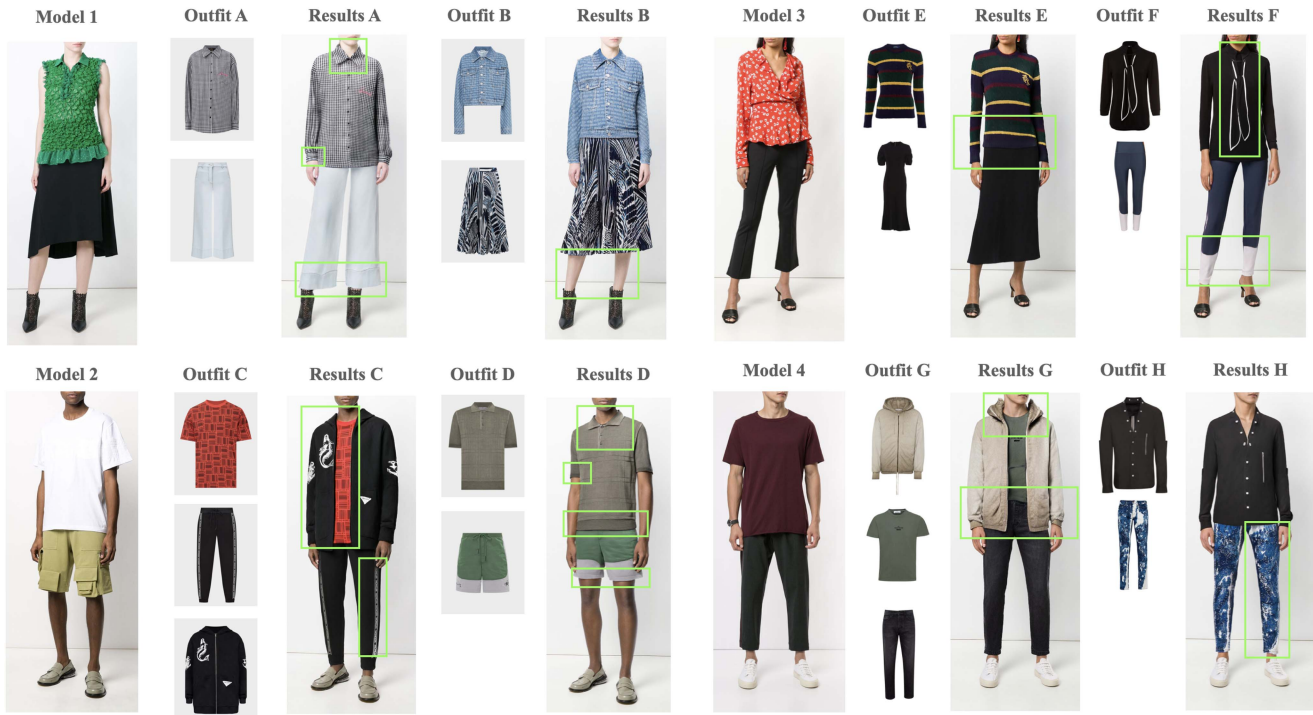 Model 1 Outfit A Results A Outfit B Results B Model 3 Outfit E Results E Outfit F Results F
Model 2 Outfit C Results C Outfit D Results D Model 4 Outfit G Results G Outfit H Results H